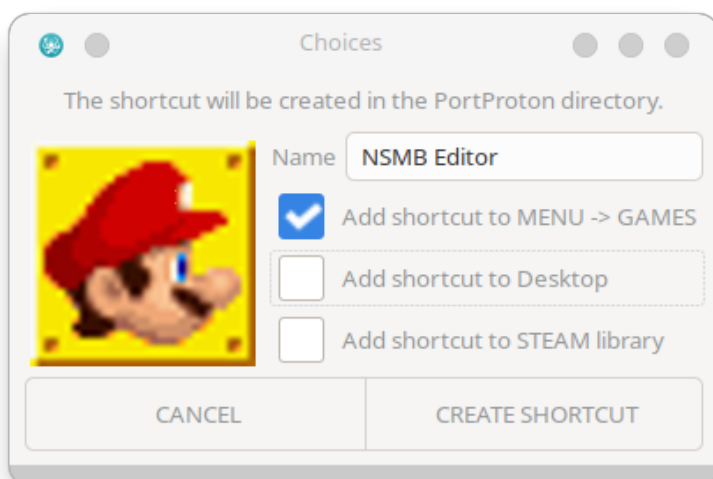 Choices
The shortcut will be created in the PortProton directory.
Name NSMB Editor
Add shortcut to MENU -> GAMES
Add shortcut to Desktop
Add shortcut to STEAM library
CANCEL CREATE SHORTCUT